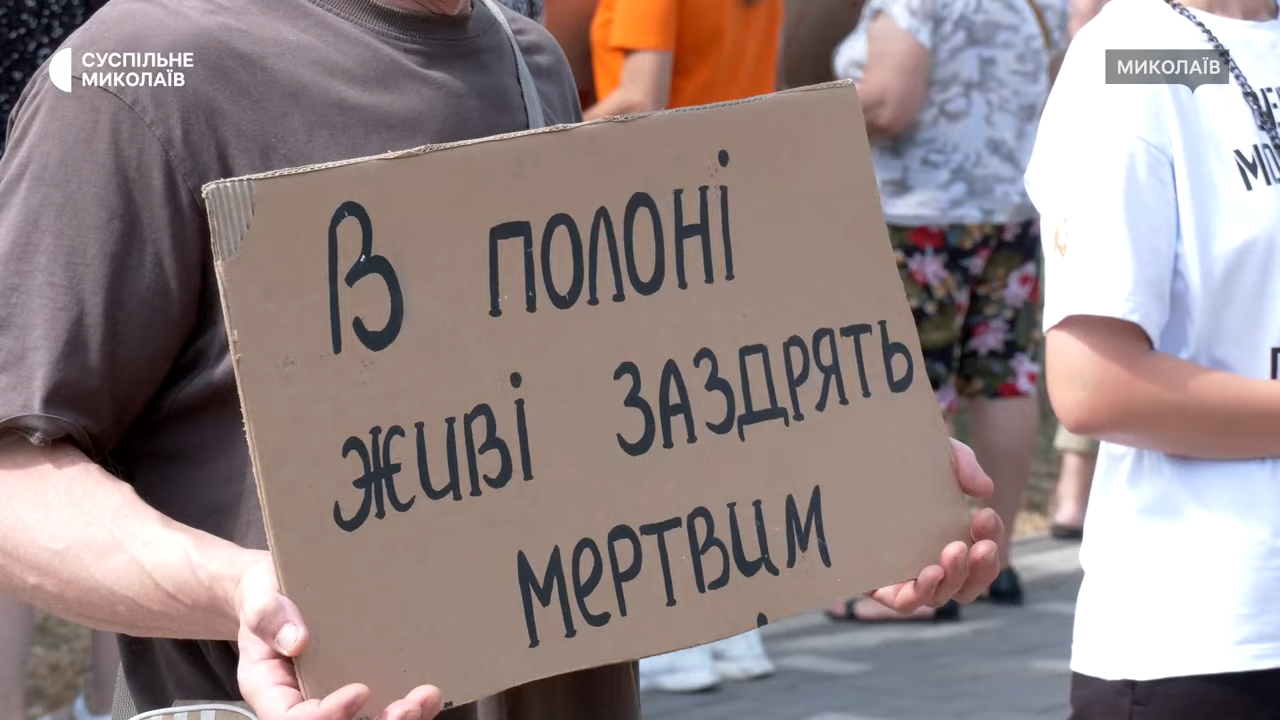 СУСПІЛЬНЕ
МИКОЛАЇВ
МИКОЛАЇВ
В полоні
живі заздрять
мертвим